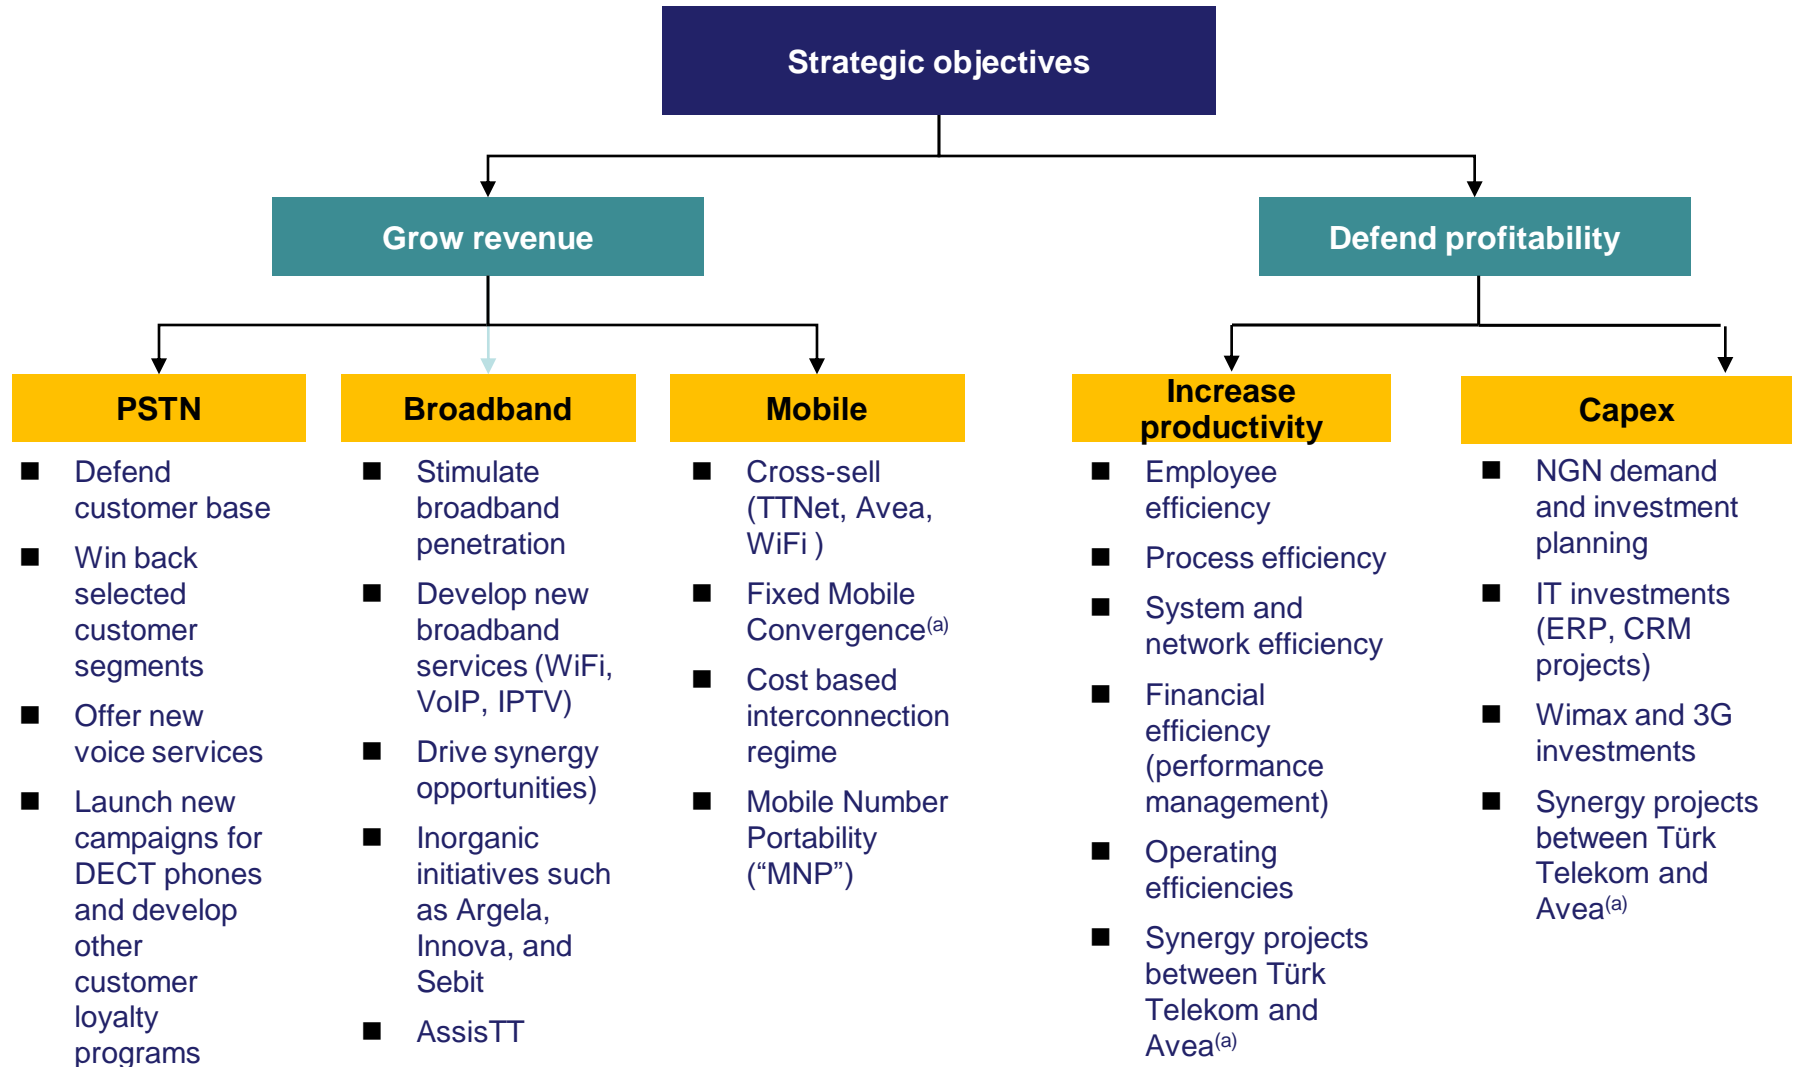 Strategic objectives
Grow revenue
Defend profitability
PSTN
Defend
customer base
Win back
selected
customer
segments
Offer new
voice services
Launch new
campaigns for
DECT phones
and develop
other
customer
loyalty
programs
Broadband
Stimulate
broadband
penetration
Develop new
broadband
services (WiFi,
VoIP, IPTV)
Drive synergy
opportunities)
Inorganic
initiatives such
as Argela,
Innova, and
Sebit
AssisTT
Mobile
Cross-sell
(TTNet, Avea,
WiFi )
Fixed Mobile
Convergence(a)
Cost based
interconnection
regime
Mobile Number
Portability
(“MNP”)
Increase
productivity
Employee
efficiency
Process efficiency
System and
network efficiency
Financial
efficiency
(performance
management)
Operating
efficiencies
Synergy projects
between Türk
Telekom and
Avea(a)
Capex
NGN demand
and investment
planning
IT investments
(ERP, CRM
projects)
Wimax and 3G
investments
Synergy projects
between Türk
Telekom and
Avea(a)